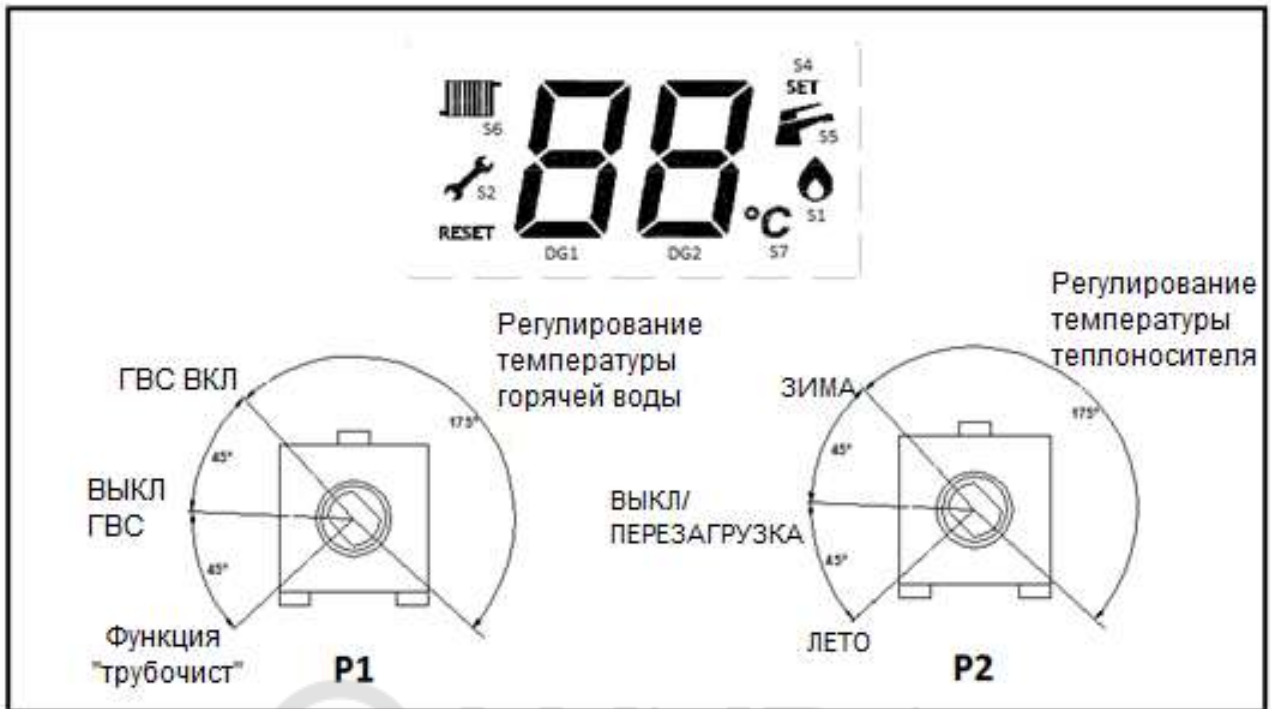 S4
SET
S6
S5
S2
S1
RESET
°C
DG1
DG2
S7
88
Регулирование
температуры
горячей воды
Регулирование
температуры
теплоносителя
ГВС ВКЛ
175°
45°
ВЫКЛ
ГВС
45°
Функция
"трубочист"
P1
ЗИМА
175°
45°
ВЫКЛ/
ПЕРЕЗАГРУЗКА
45°
ЛЕТО
P2